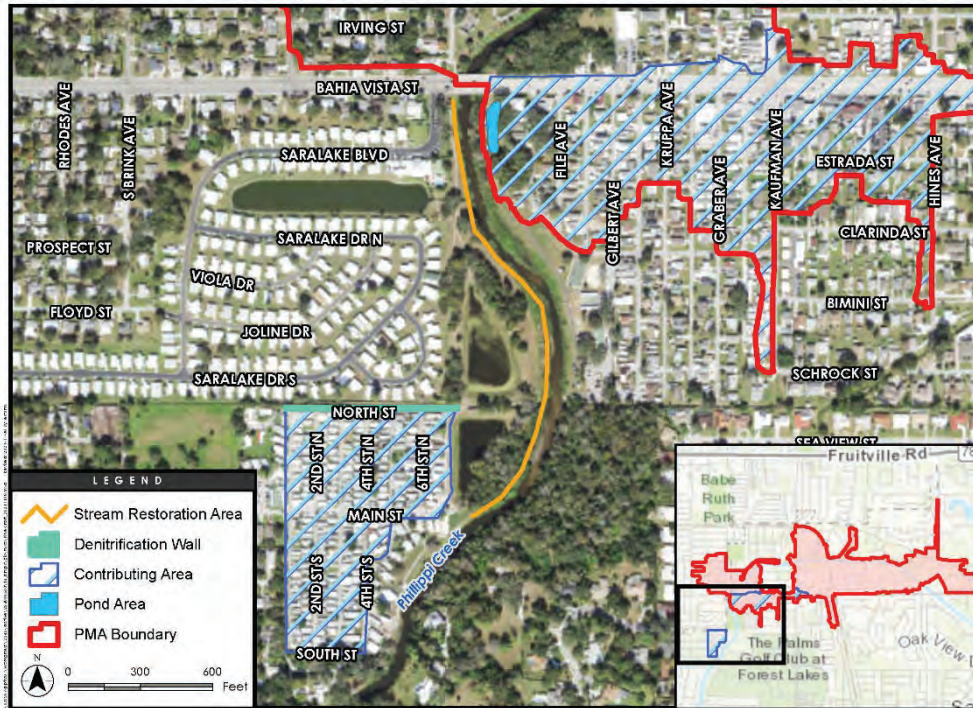 IRVING ST
BAHIA VISTA ST
RHODES AVE
S BRINK AVE
SARALAKE BLVD
FILE AVE
KRUPPA AVE
GILBERT AVE
GRABER AVE
KAUFMAN AVE
ESTRADA ST
HINES AVE
CLARINDA ST
PROSPECT ST
SARALAKE DR N
VIOLA DR
FLOYD ST
JOLINE DR
BIMINI ST
SARALAKE DR S
SCHROCK ST
NORTH ST
SEA VIEW ST
2ND ST N
4TH ST N
6TH ST N
MAIN ST
2ND ST S
4TH ST S
Phillippi Creek
SOUTH ST
LEGEND
Stream Restoration Area
Denitrification Wall
Contributing Area
Pond Area
PMA Boundary
N
0 300 600
Feet
Fruitville Rd
78
Babe
Ruth
Park
The Palms
Golf Club at
Forest Lakes
Oak View D